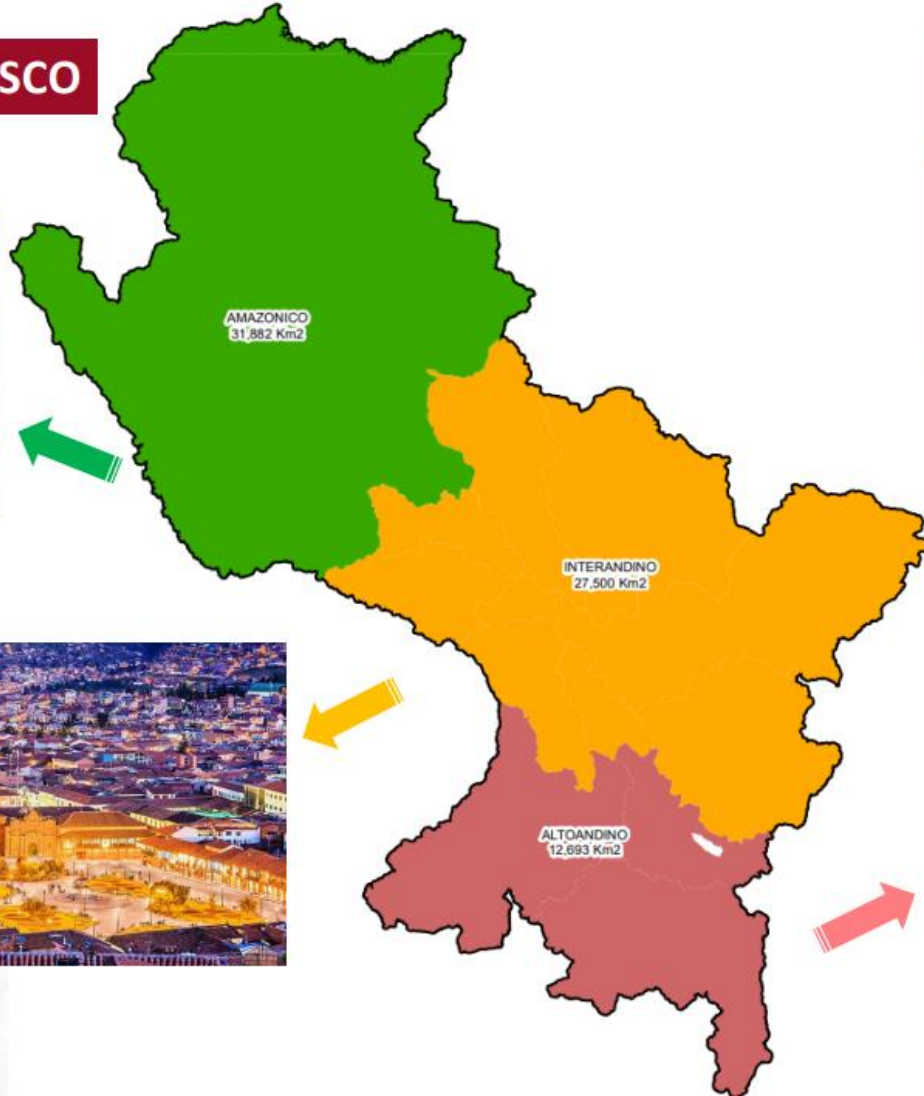 SCO
AMAZONICO
31,882 Km2
INTERANDINO
27,500 Km2
ALTOANDINO
12,693 Km2